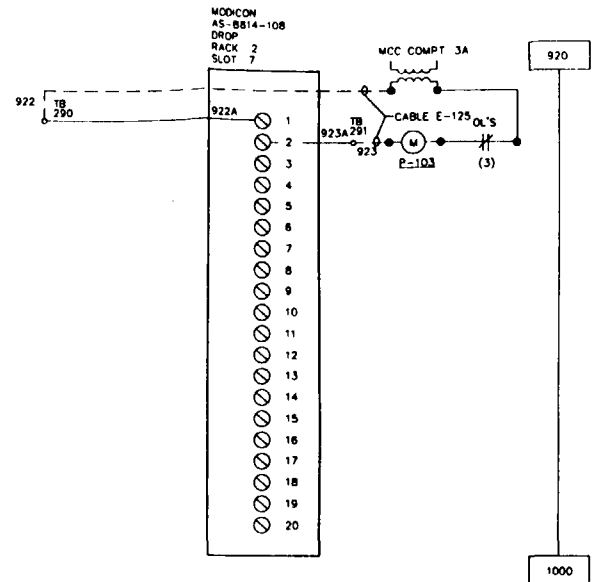 MODICON
AS-B814-108
DROP
RACK 2
SLOT 7
MCC COMPT 3A
920
922
TB
290
922A
1
923A
TB
291
923
CABLE E-125
OL'S
2
M
P-103
(3)
3
4
5
6
7
8
9
10
11
12
13
14
15
16
17
18
19
20
1000